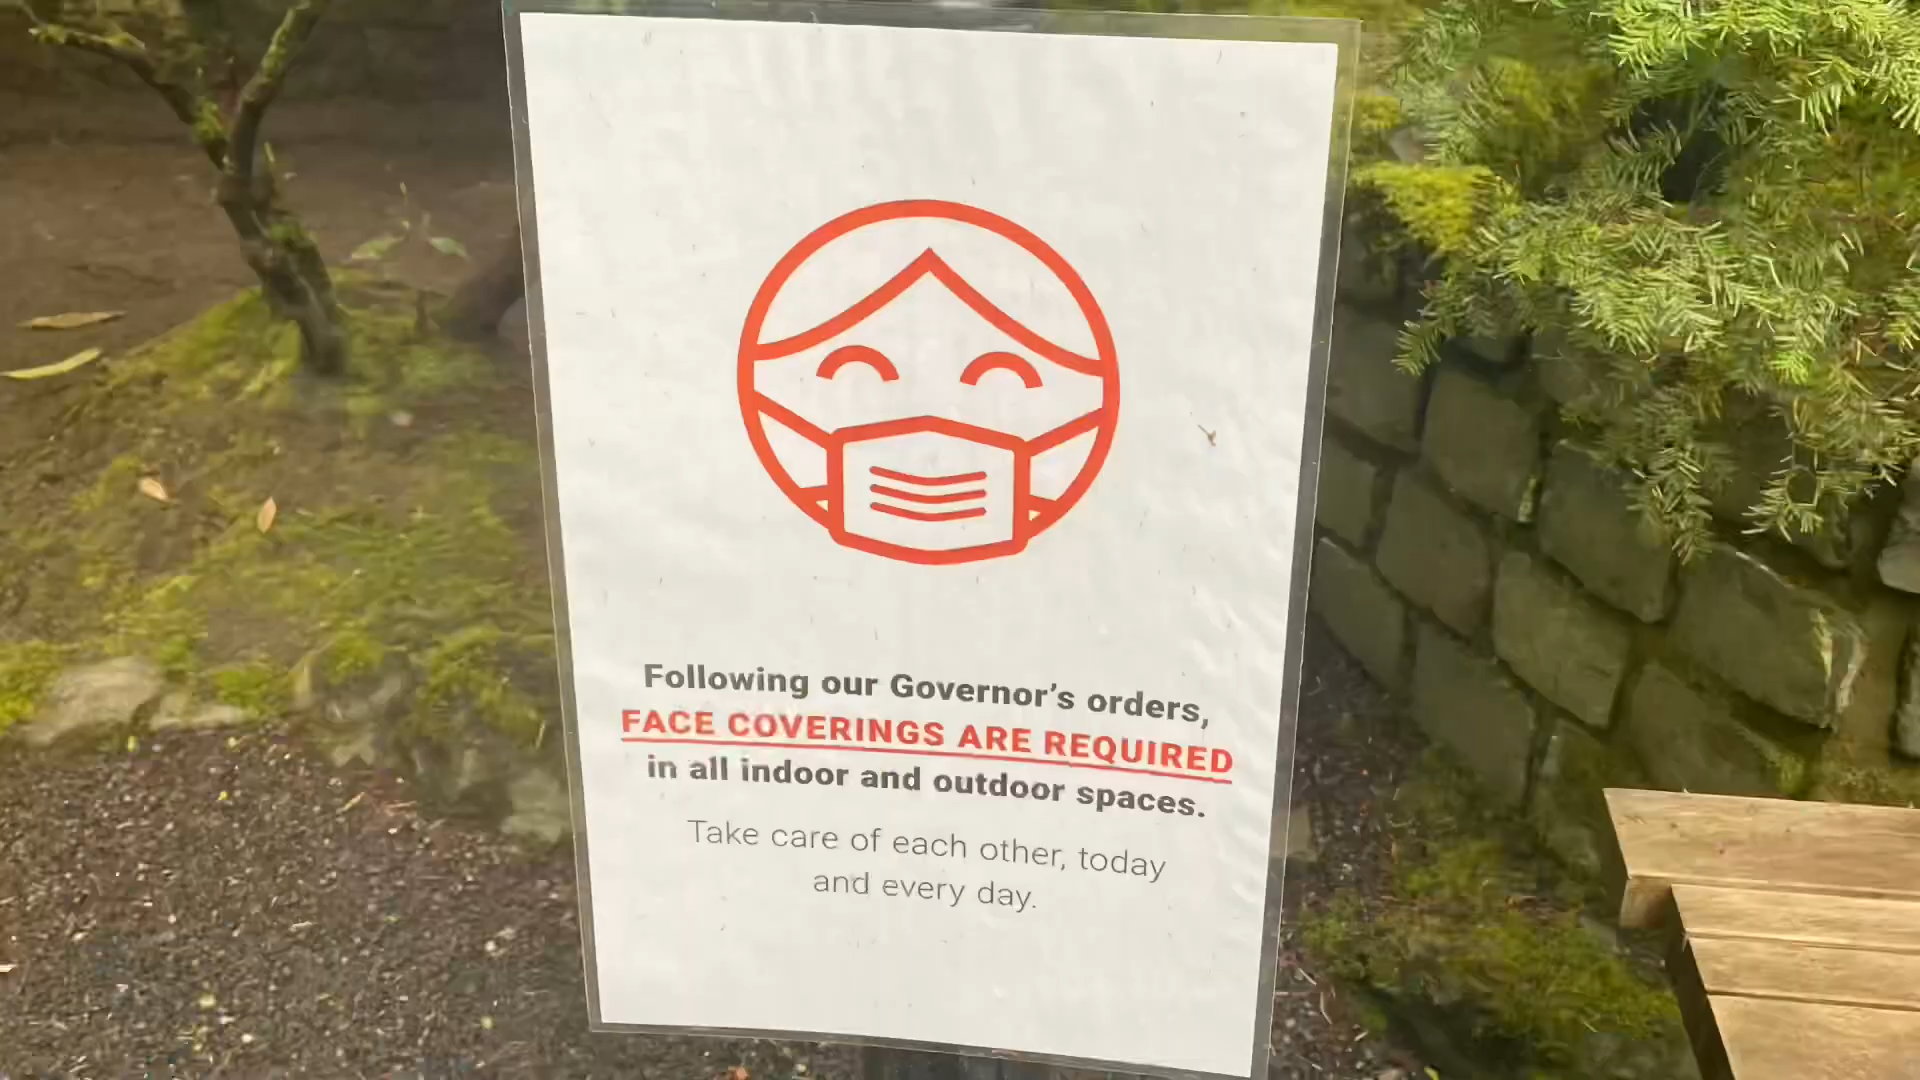 Following our Governor's orders,
FACE COVERINGS ARE REQUIRED
in all indoor and outdoor spaces.
Take care of each other, today
and every day.